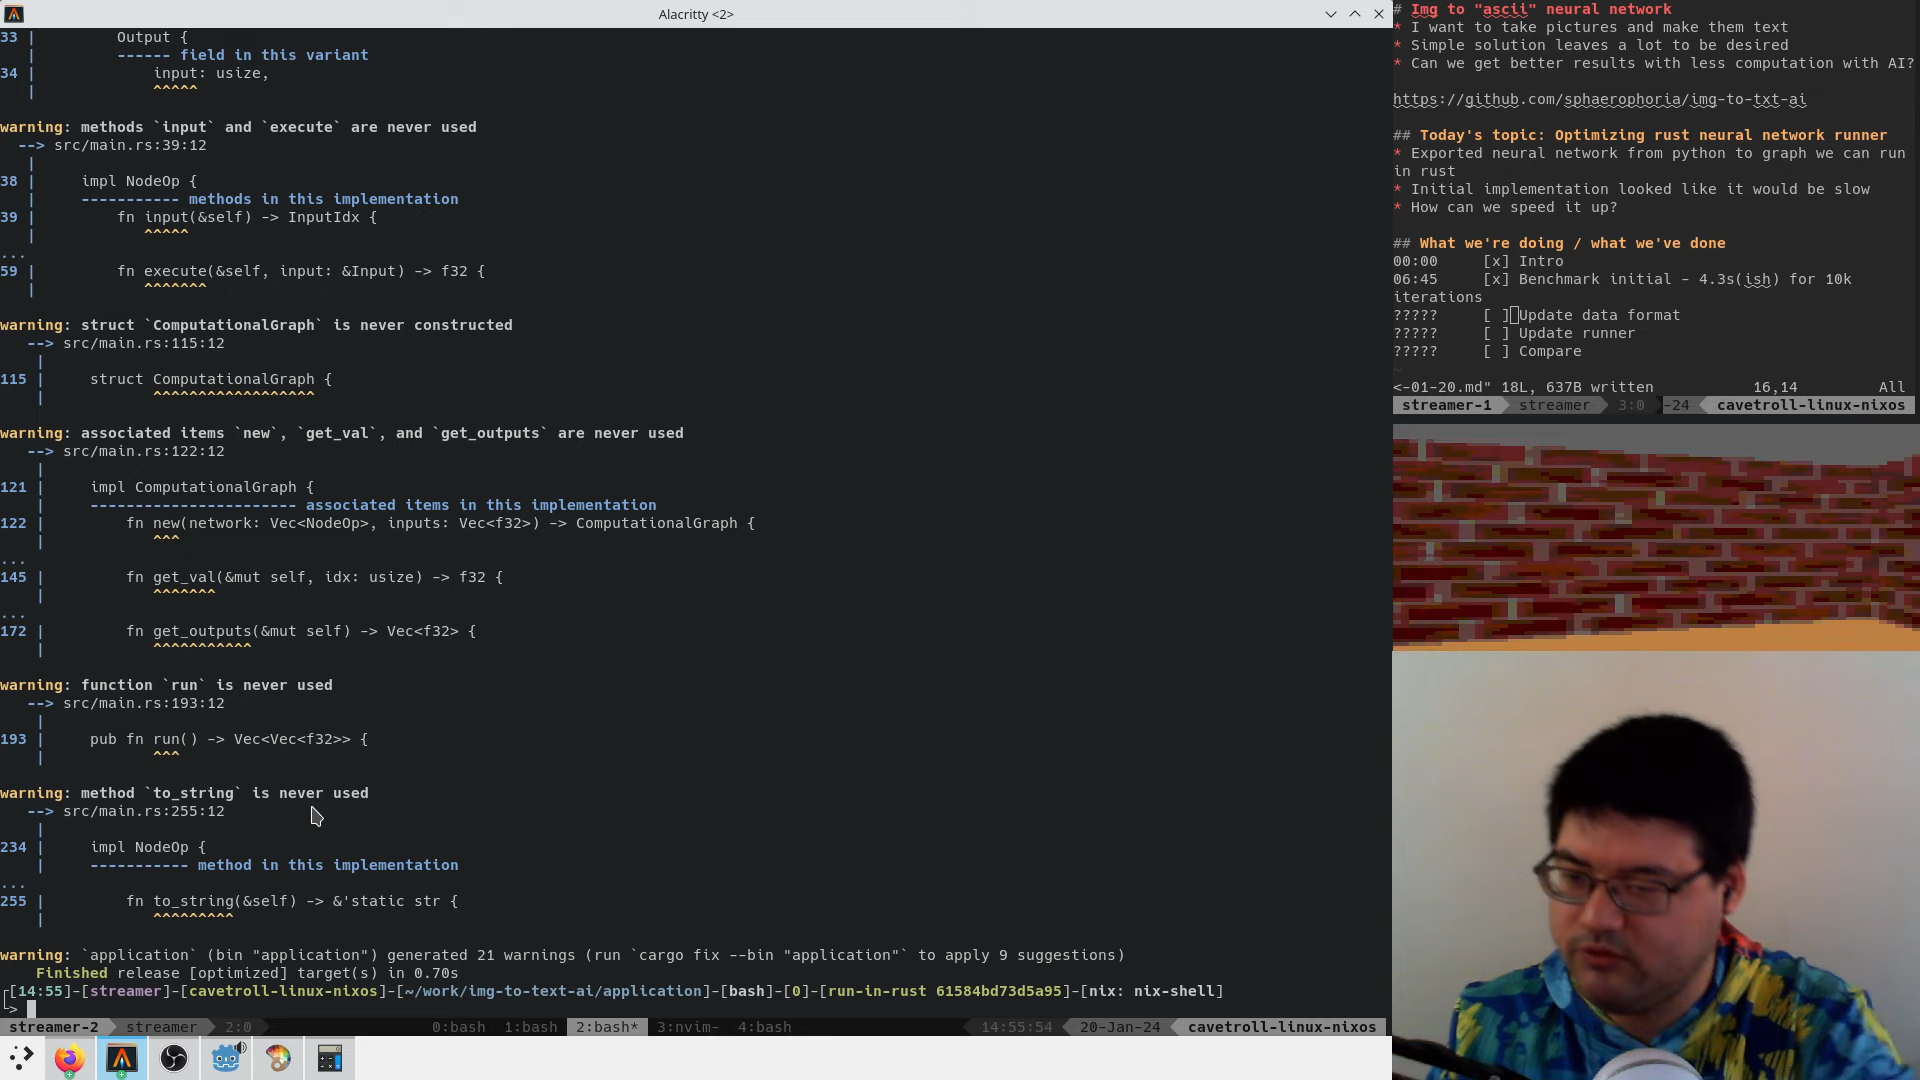 Alacritty <2>
33 |         Output {
   |         ------ field in this variant
34 |             input: usize,
   |             ^^^^^
warning: methods `input` and `execute` are never used
  --> src/main.rs:39:12
   |
38 |     impl NodeOp {
   |     ----------- methods in this implementation
39 |         fn input(&self) -> InputIdx {
   |            ^^^^^
...
59 |         fn execute(&self, input: &Input) -> f32 {
   |            ^^^^^^^
warning: struct `ComputationalGraph` is never constructed
   --> src/main.rs:115:12
    |
115 |     struct ComputationalGraph {
    |            ^^^^^^^^^^^^^^^^^^
warning: associated items `new`, `get_val`, and `get_outputs` are never used
   --> src/main.rs:122:12
    |
121 |     impl ComputationalGraph {
    |     ----------------------- associated items in this implementation
122 |         fn new(network: Vec<NodeOp>, inputs: Vec<f32>) -> ComputationalGraph {
    |            ^^^
...
145 |         fn get_val(&mut self, idx: usize) -> f32 {
    |            ^^^^^^^
...
172 |         fn get_outputs(&mut self) -> Vec<f32> {
    |            ^^^^^^^^^^^
warning: function `run` is never used
   --> src/main.rs:193:12
    |
193 |     pub fn run() -> Vec<Vec<f32>> {
    |            ^^^
warning: method `to_string` is never used
   --> src/main.rs:255:12
    |
234 |     impl NodeOp {
    |     ----------- method in this implementation
...
255 |         fn to_string(&self) -> &'static str {
    |            ^^^^^^^^^
warning: `application` (bin "application") generated 21 warnings (run `cargo fix --bin "application"` to apply 9 suggestions)
    Finished release [optimized] target(s) in 0.70s
┌[14:55]-[streamer]-[cavetroll-linux-nixos]-[~/work/img-to-text-ai/application]-[bash]-[0]-[run-in-rust 61584bd73d5a95]-[nix: nix-shell]
└>
streamer-2 streamer 2:0 0:bash 1:bash 2:bash* 3:nvim- 4:bash 14:55:54 20-Jan-24 cavetroll-linux-nixos
# Img to "ascii" neural network
* I want to take pictures and make them text
* Simple solution leaves a lot to be desired
* Can we get better results with less computation with AI?
https://github.com/sphaerophoria/img-to-txt-ai
## Today's topic: Optimizing rust neural network runner
* Exported neural network from python to graph we can run
in rust
* Initial implementation looked like it would be slow
* How can we speed it up?
## What we're doing / what we've done
00:00     [x] Intro
06:45     [x] Benchmark initial - 4.3s(ish) for 10k
iterations
?????     [ ] Update data format
?????     [ ] Update runner
?????     [ ] Compare
~
<-01-20.md" 18L, 637B written 16,14 All
streamer-1 streamer 3:0 -24 cavetroll-linux-nixos